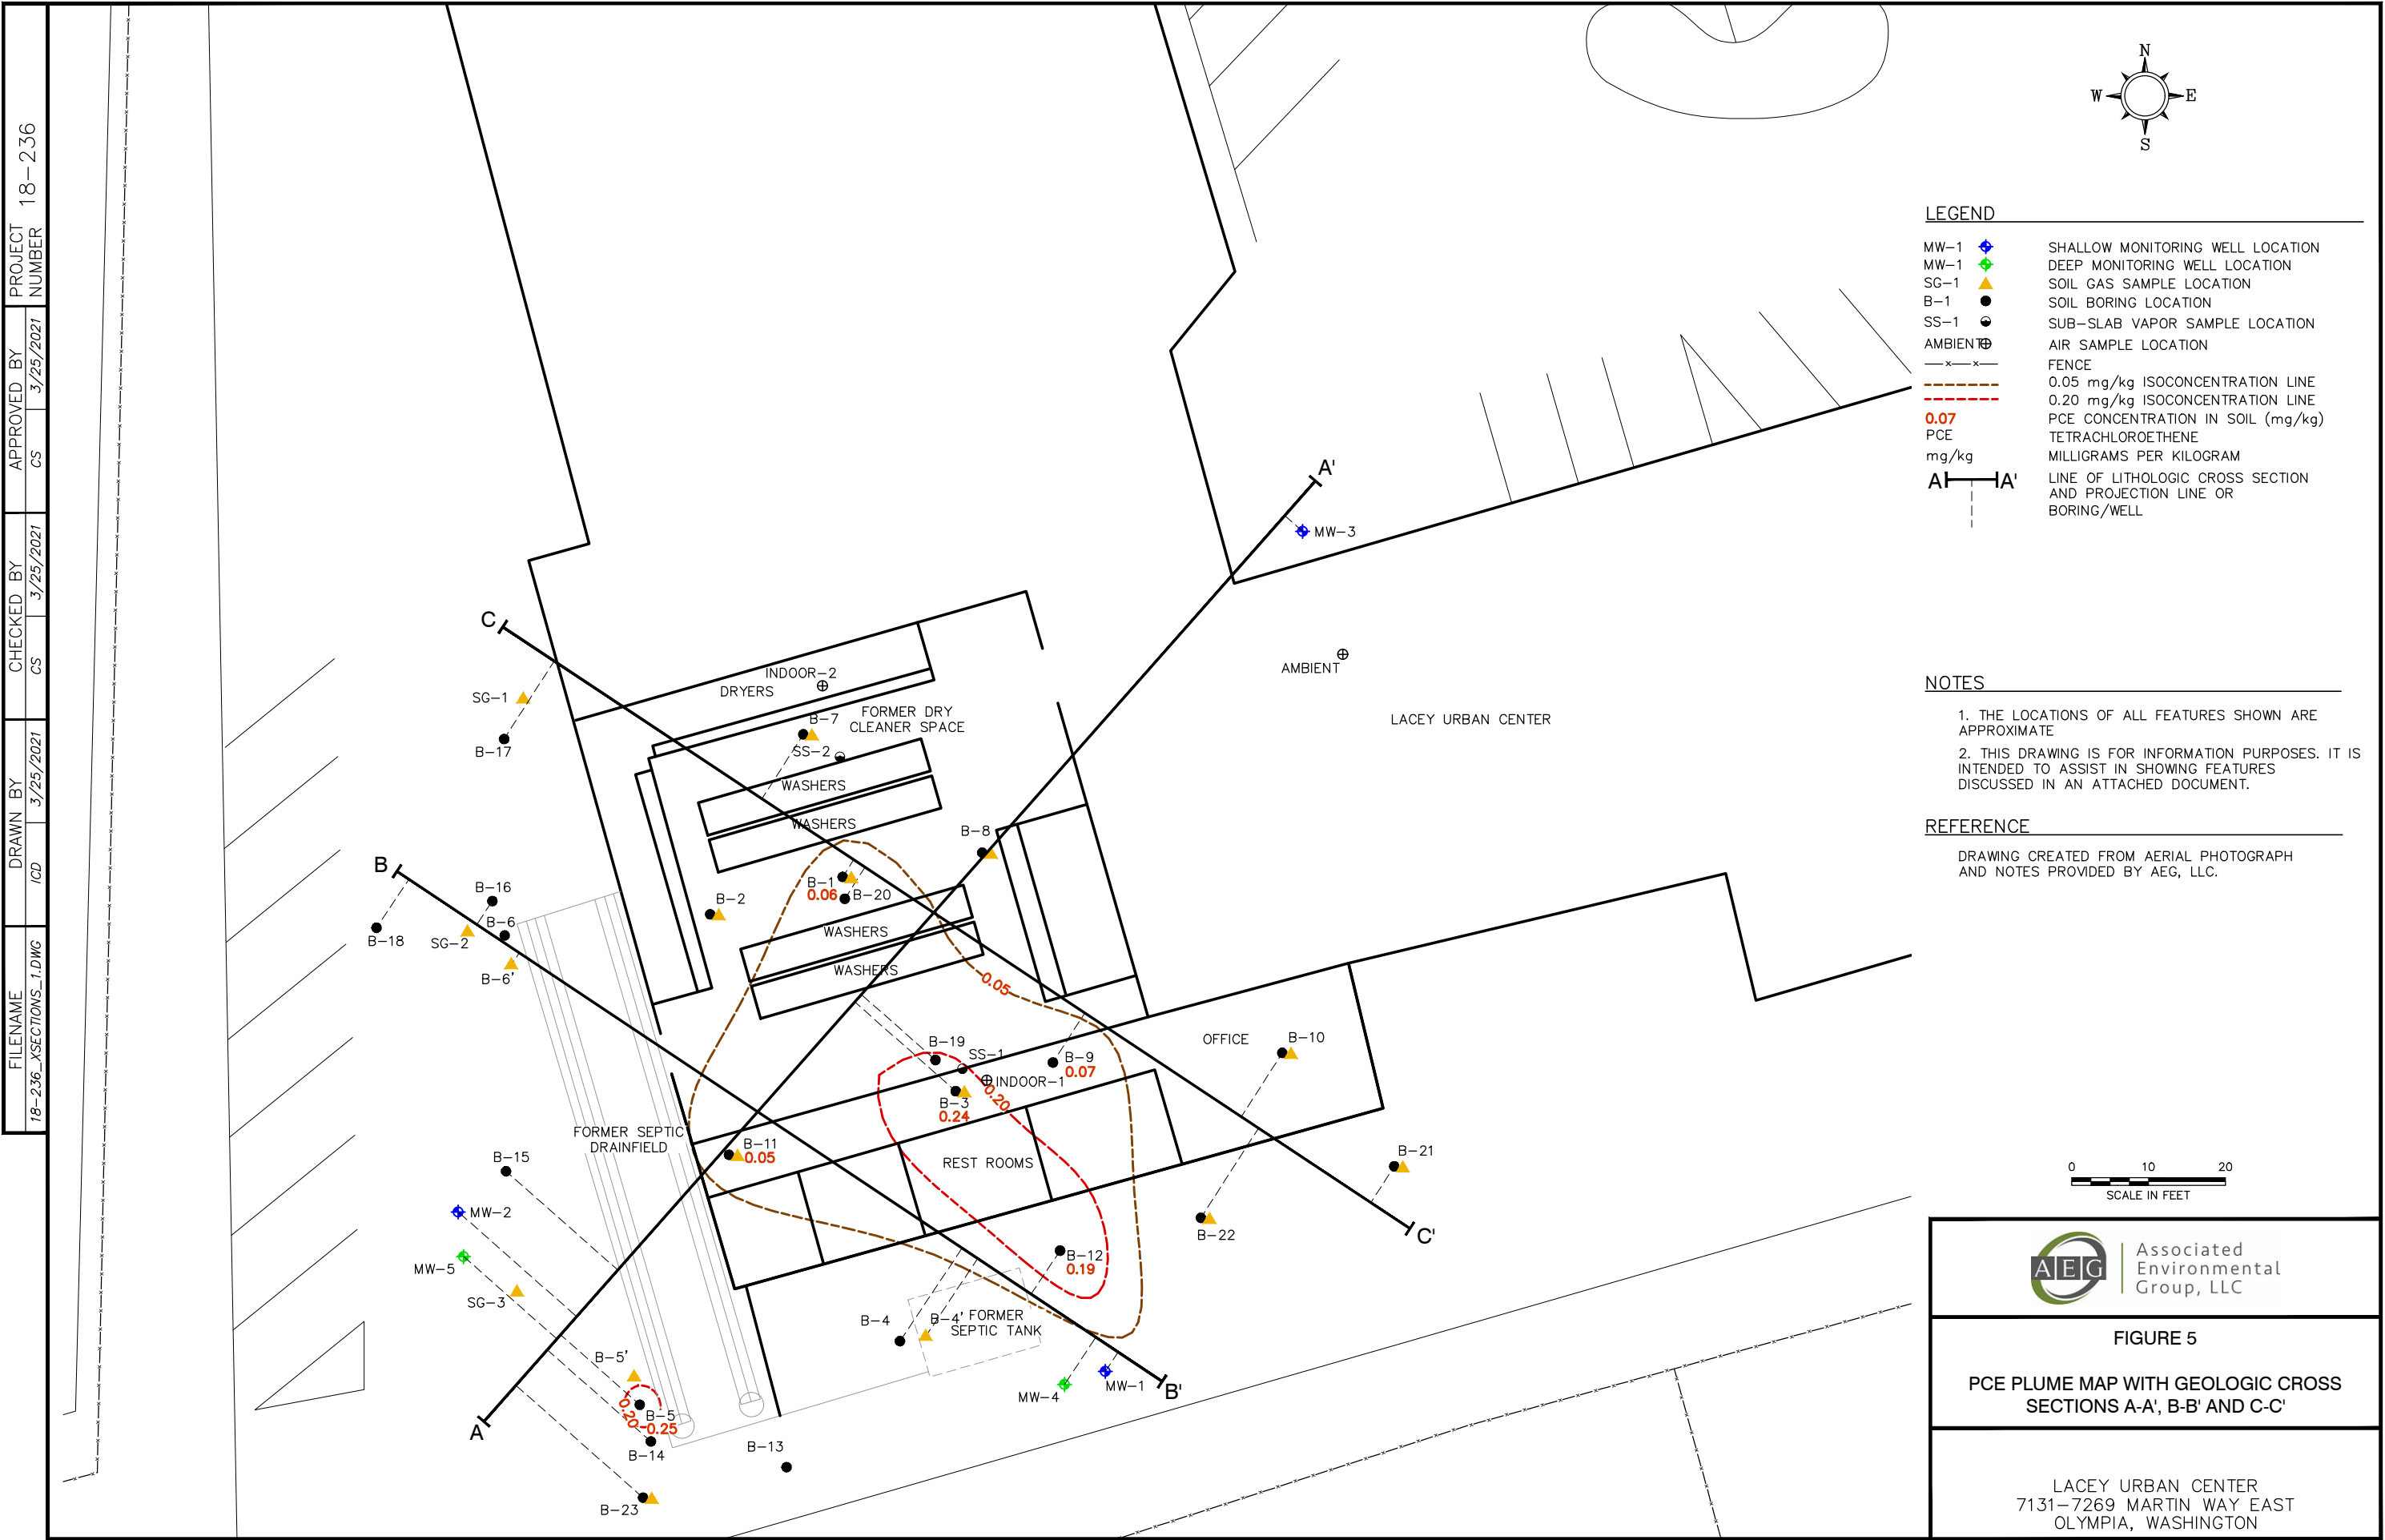 PROJECT
NUMBER
18-236
APPROVED BY
CS
3/25/2021
CHECKED BY
CS
3/25/2021
DRAWN BY
ICD
3/25/2021
FILENAME
18-236_XSECTIONS_1.DWG
N
W
E
S
LEGEND
MW-1 SHALLOW MONITORING WELL LOCATION
MW-1 DEEP MONITORING WELL LOCATION
SG-1 SOIL GAS SAMPLE LOCATION
B-1 SOIL BORING LOCATION
SS-1 SUB-SLAB VAPOR SAMPLE LOCATION
AMBIENT AIR SAMPLE LOCATION
FENCE
0.05 mg/kg ISOCONCENTRATION LINE
0.20 mg/kg ISOCONCENTRATION LINE
0.07 PCE CONCENTRATION IN SOIL (mg/kg)
PCE TETRACHLOROETHENE
mg/kg MILLIGRAMS PER KILOGRAM
A A' LINE OF LITHOLOGIC CROSS SECTION
AND PROJECTION LINE OR
BORING/WELL
NOTES
1. THE LOCATIONS OF ALL FEATURES SHOWN ARE
APPROXIMATE
2. THIS DRAWING IS FOR INFORMATION PURPOSES. IT IS
INTENDED TO ASSIST IN SHOWING FEATURES
DISCUSSED IN AN ATTACHED DOCUMENT.
REFERENCE
DRAWING CREATED FROM AERIAL PHOTOGRAPH
AND NOTES PROVIDED BY AEG, LLC.
A'
MW-3
C
SG-1
B-17
INDOOR-2
DRYERS
AMBIENT
B-7
FORMER DRY
CLEANER SPACE
LACEY URBAN CENTER
SS-2
WASHERS
WASHERS
B-8
B
B-16
B-1
0.06
B-20
B-2
B-6
B-18
SG-2
B-6'
WASHERS
WASHERS
0.05
B-19
SS-1
B-9
0.07
OFFICE
B-10
INDOOR-1
B-3
0.24
0.20
FORMER SEPTIC
DRAINFIELD
B-11
0.05
B-15
REST ROOMS
B-21
MW-2
B-22
C'
MW-5
B-12
0.19
SG-3
B-4
B-4'
FORMER
SEPTIC TANK
B-5'
MW-4
MW-1
B'
0.20
B-5
0.25
A
B-14
B-13
B-23
0 10 20
SCALE IN FEET
AEG
Associated
Environmental
Group, LLC
FIGURE 5
PCE PLUME MAP WITH GEOLOGIC CROSS
SECTIONS A-A', B-B' AND C-C'
LACEY URBAN CENTER
7131-7269 MARTIN WAY EAST
OLYMPIA, WASHINGTON